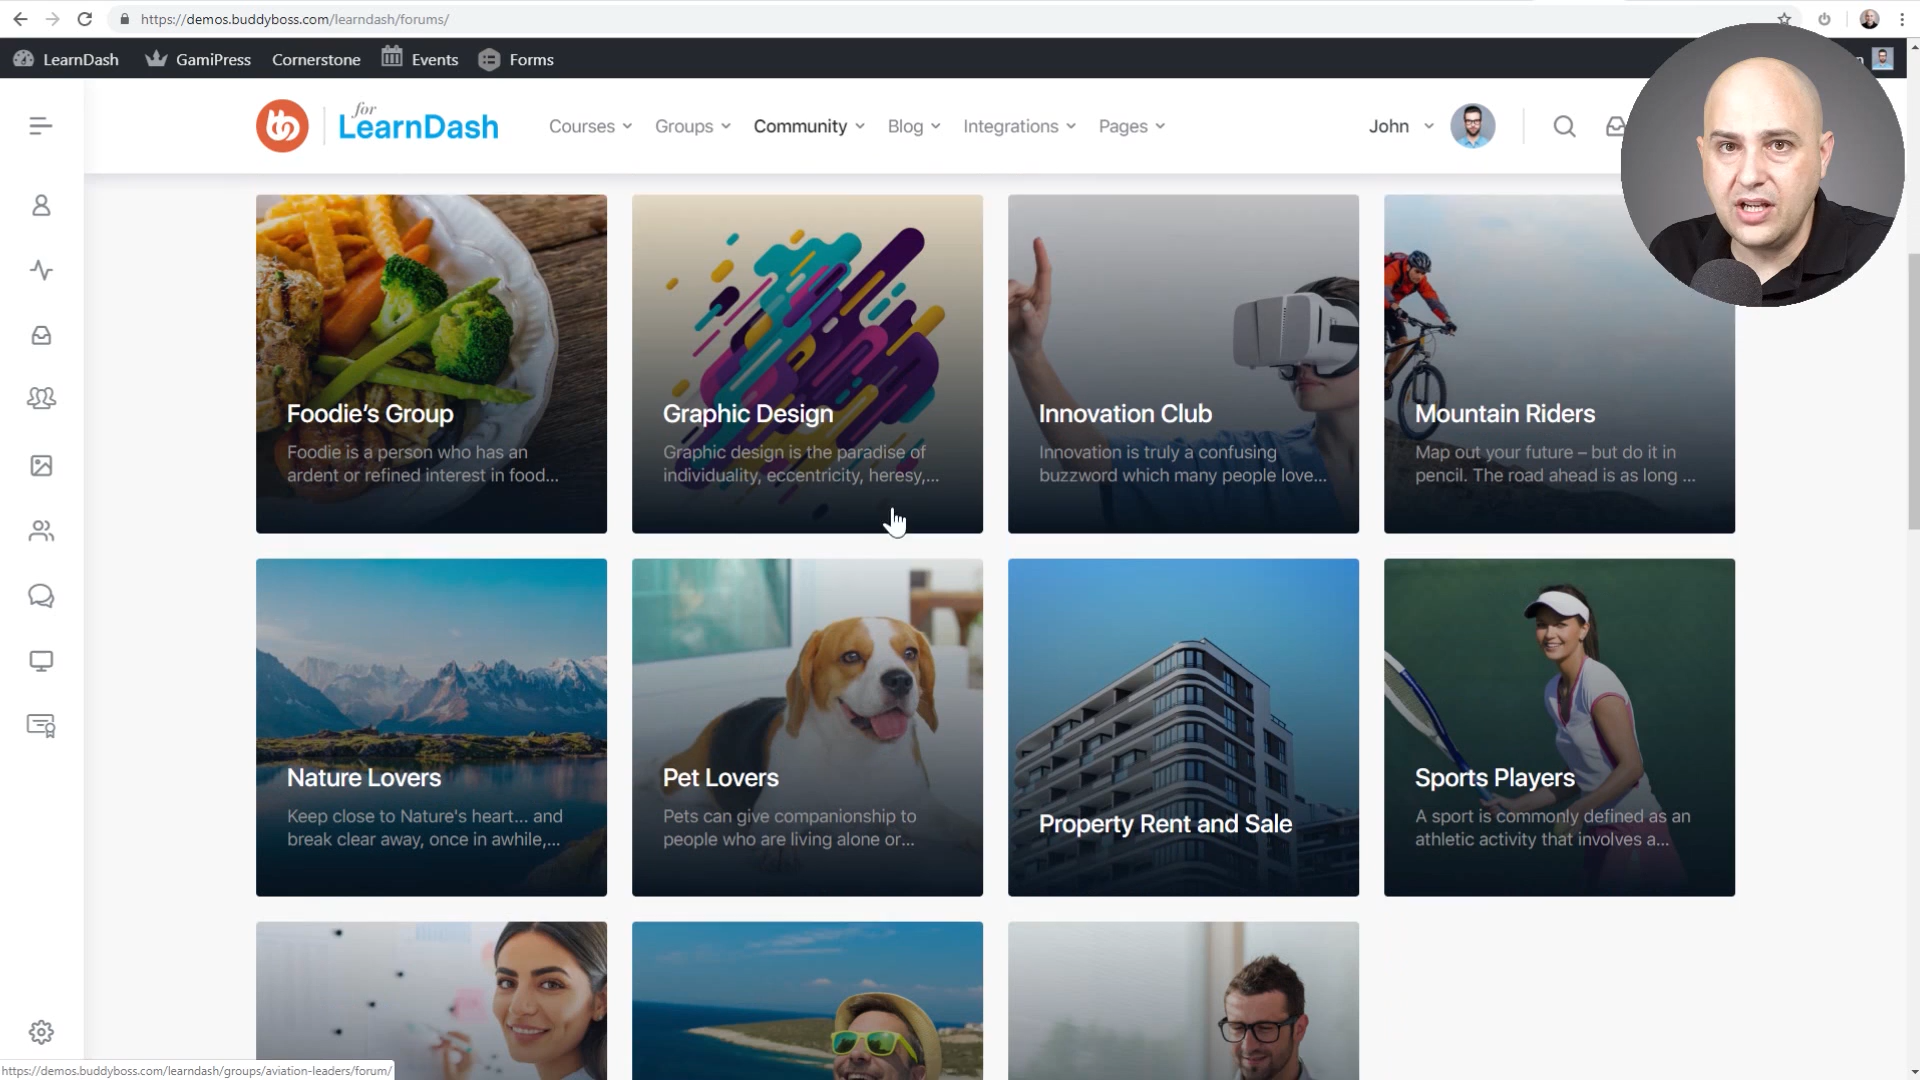 https://demos.buddyboss.com/learndash/forums/
LearnDash GamiPress Cornerstone Events Forms
for
LearnDash
Courses Groups Community Blog Integrations Pages
John
Foodie’s Group
Foodie is a person who has an
ardent or refined interest in food...
Graphic Design
Graphic design is the paradise of
individuality, eccentricity, heresy,...
Innovation Club
Innovation is truly a confusing
buzzword which many people love...
Mountain Riders
Map out your future – but do it in
pencil. The road ahead is as long ...
Nature Lovers
Keep close to Nature's heart... and
break clear away, once in awhile,...
Pet Lovers
Pets can give companionship to
people who are living alone or...
Property Rent and Sale
Sports Players
A sport is commonly defined as an
athletic activity that involves a...
https://demos.buddyboss.com/learndash/groups/aviation-leaders/forum/